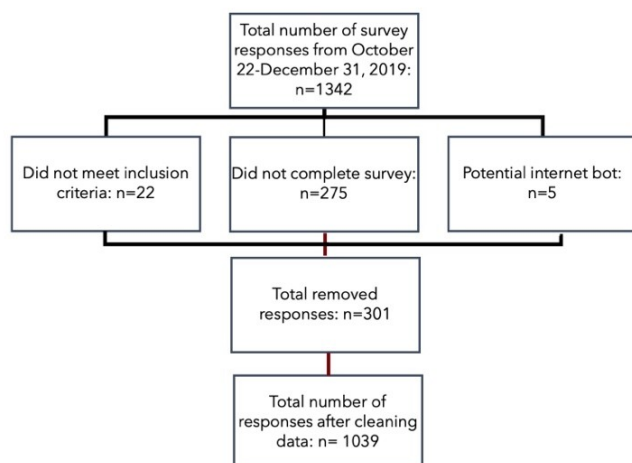 Total number of survey
responses from October
22-December 31, 2019:
n=1342
Did not meet inclusion
criteria: n=22
Did not complete survey:
n=275
Potential internet bot:
n=5
Total removed
responses: n=301
Total number of
responses after cleaning
data: n= 1039